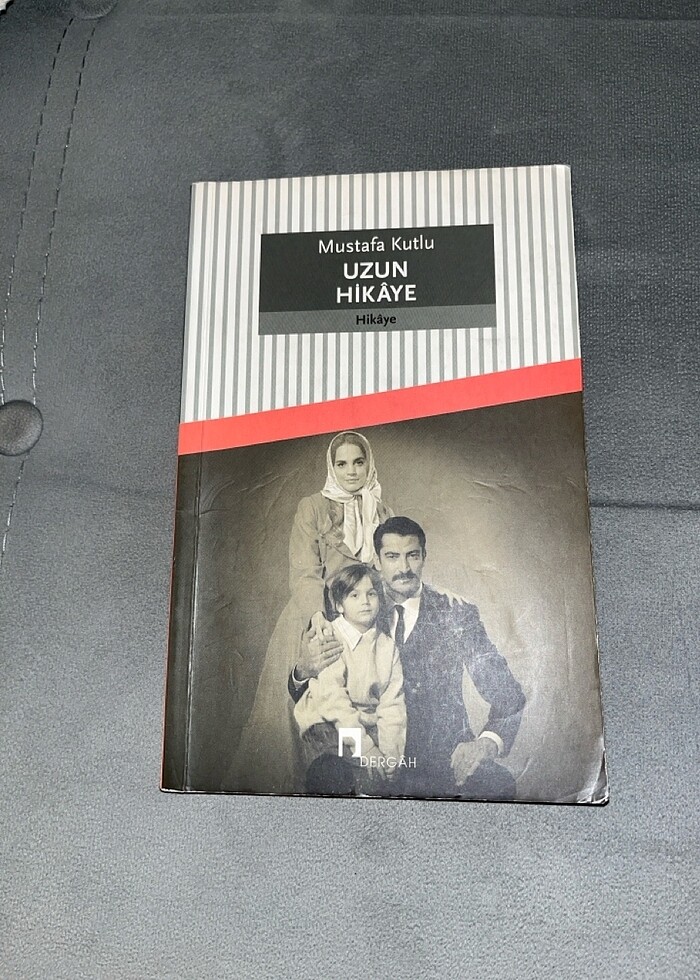 Mustafa Kutlu
UZUN
HİKÂYE
Hikâye
DERGÂH